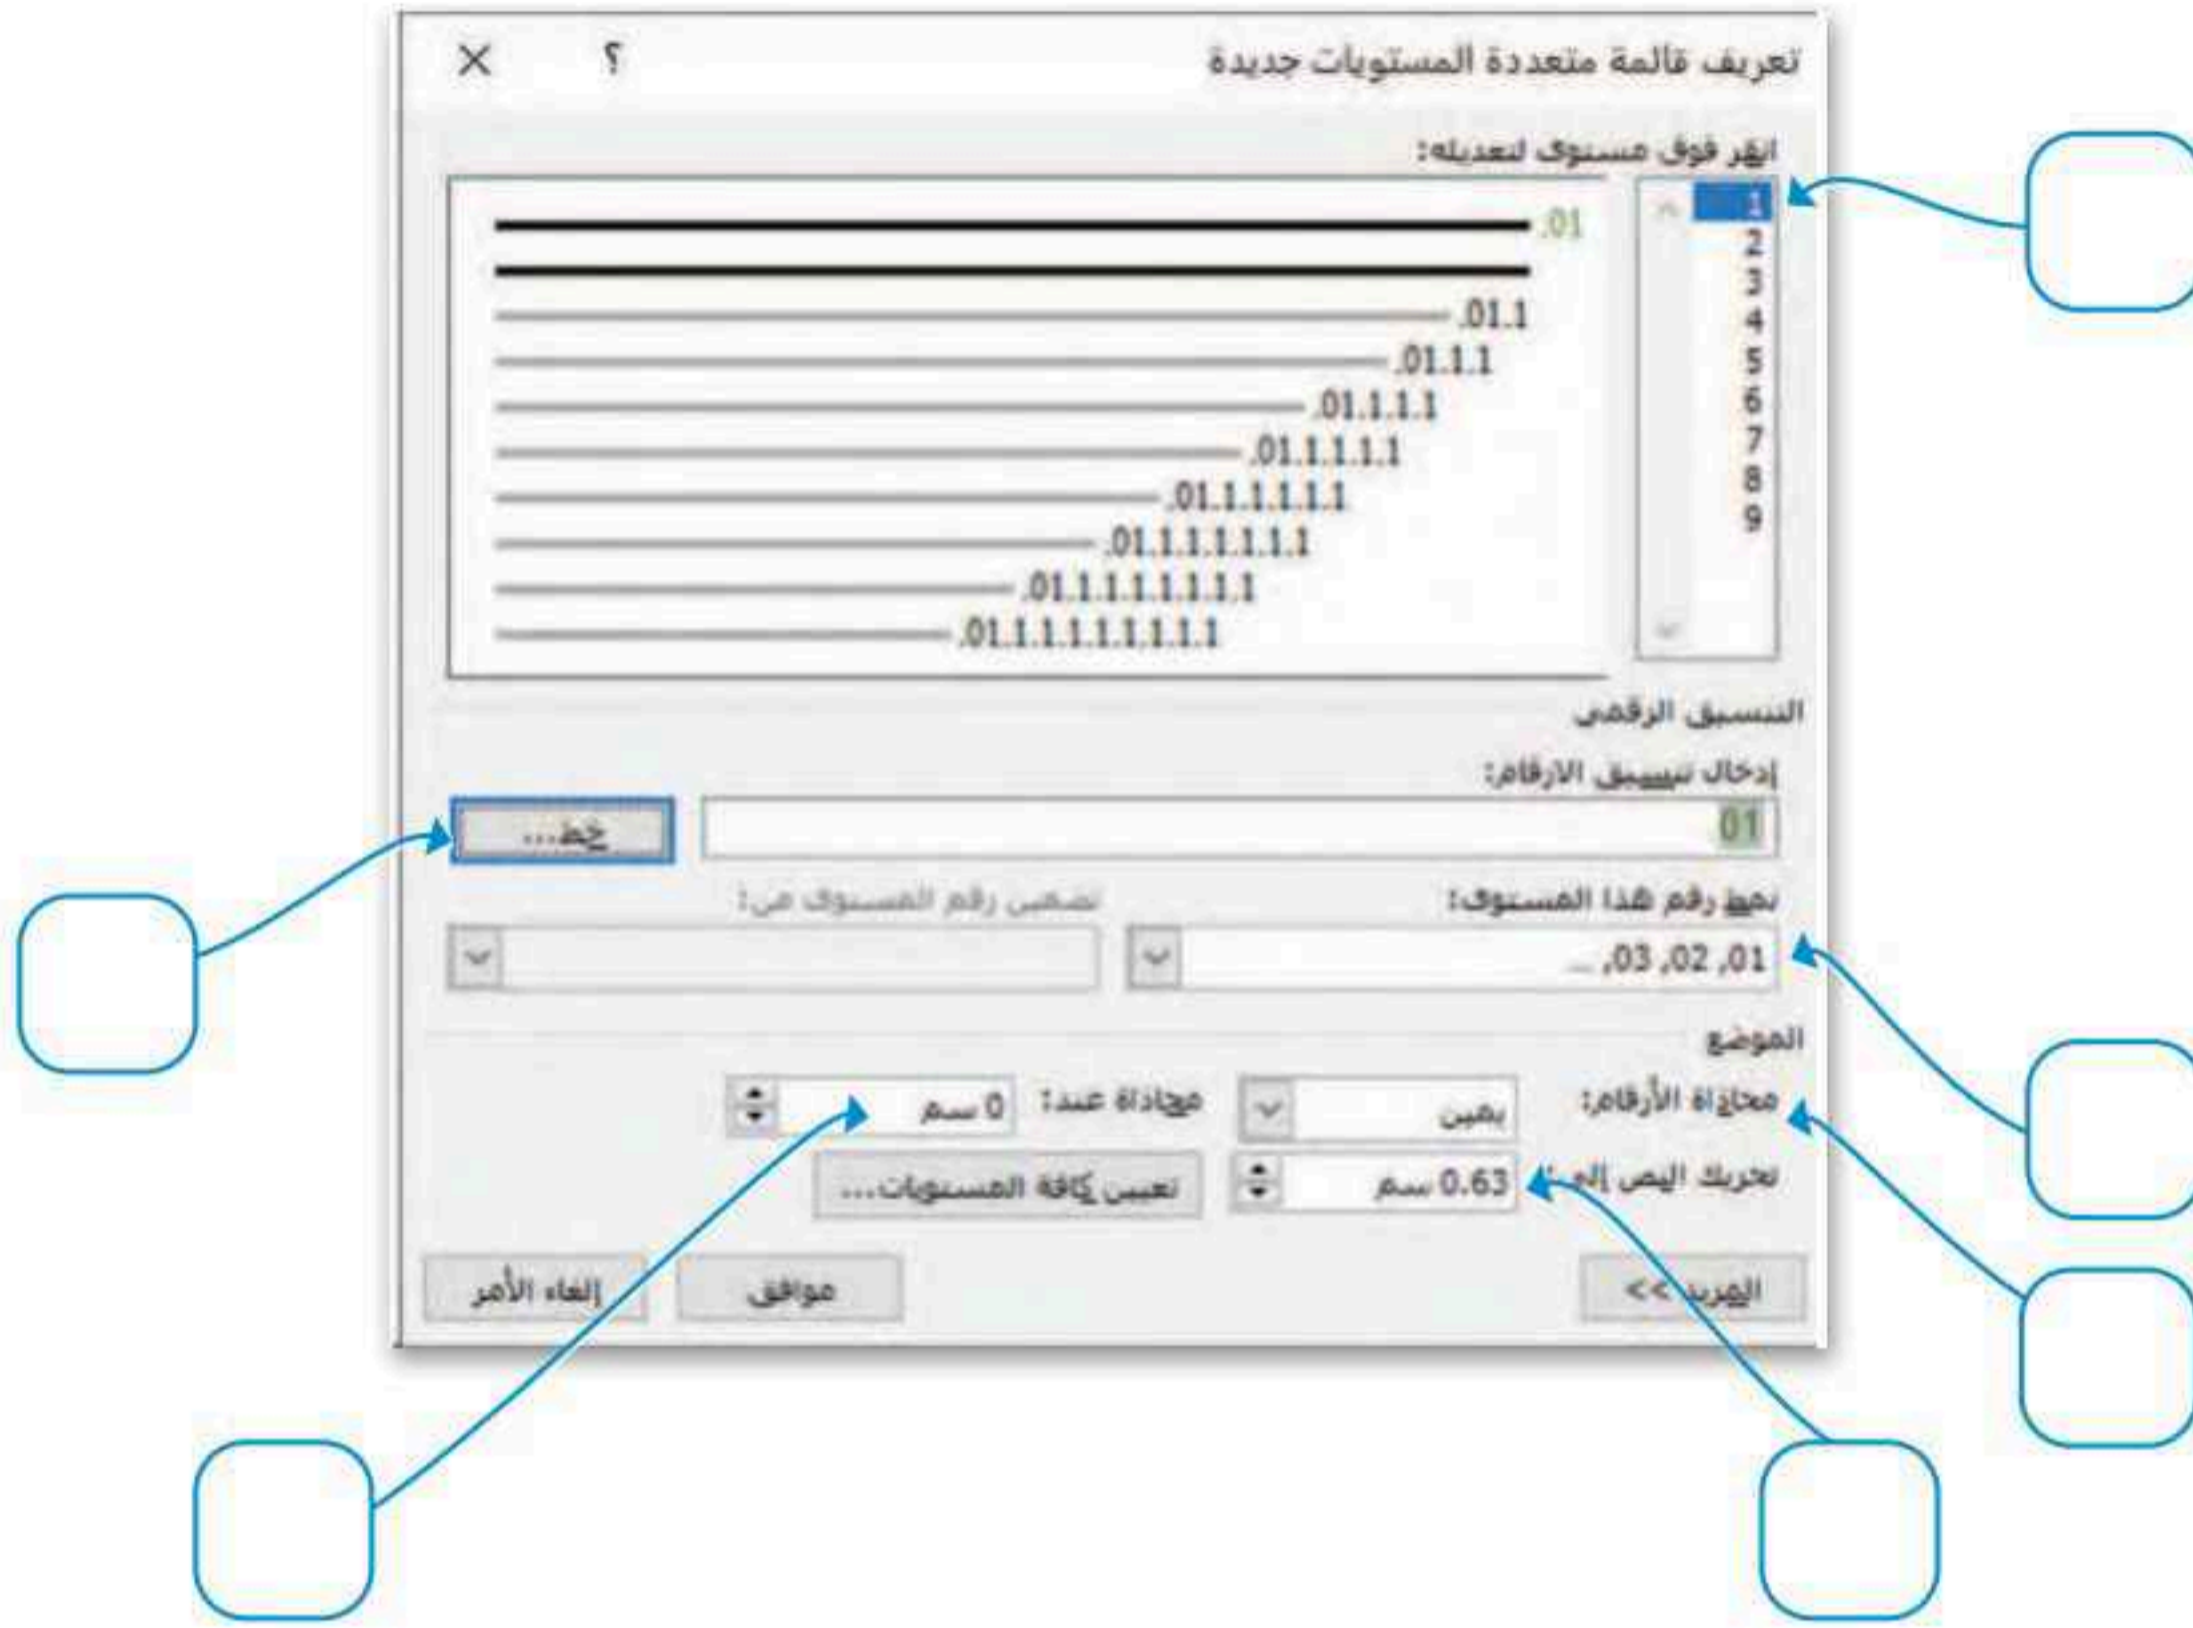 تعريف قائمة متعددة المستويات جديدة ؟ ×
انقر فوق مستوى لتعديله:
1
2
3
4
5
6
7
8
9
01.
01.1.
01.1.1.
01.1.1.1.
01.1.1.1.1.
01.1.1.1.1.1.
01.1.1.1.1.1.1.
01.1.1.1.1.1.1.1.
01.1.1.1.1.1.1.1.1.
التنسيق الرقمي
إدخال تنسيق الارقام:
01 خط...
نمط رقم هذا المستوى: تضمين رقم المستوى من:
01, 02, 03, ...
الموضع
محاذاة الأرقام: يمين محاذاة عند: 0 سم
تحريك النص إلى: 0.63 سم تعيين كافة المستويات...
المزيد >> موافق إلغاء الأمر